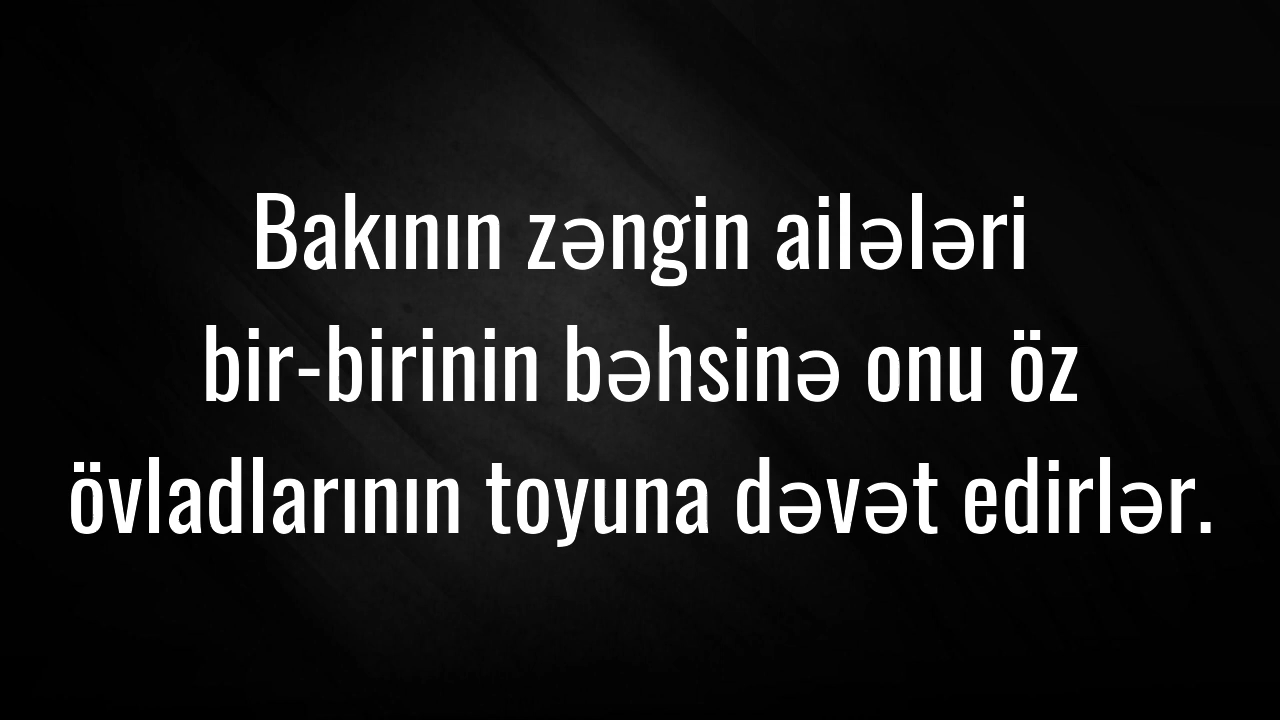 Bakının zəngin ailələri
bir-birinin bəhsinə onu öz
övladlarının toyuna dəvət edirlər.